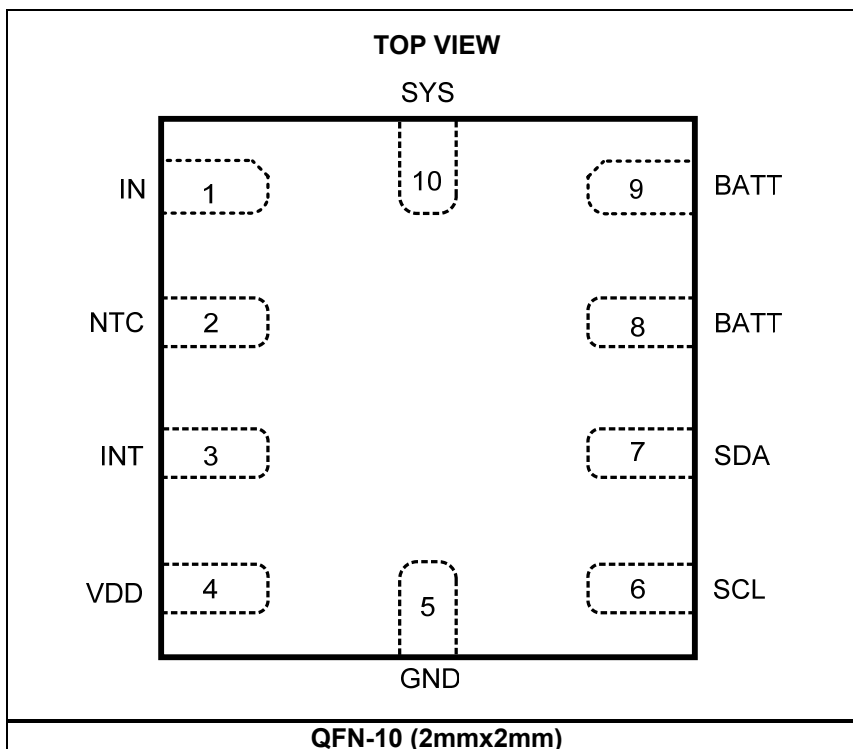 TOP VIEW
SYS
IN 1 10 9 BATT
NTC 2 8 BATT
INT 3 7 SDA
VDD 4 5 6 SCL
GND
QFN-10 (2mmx2mm)